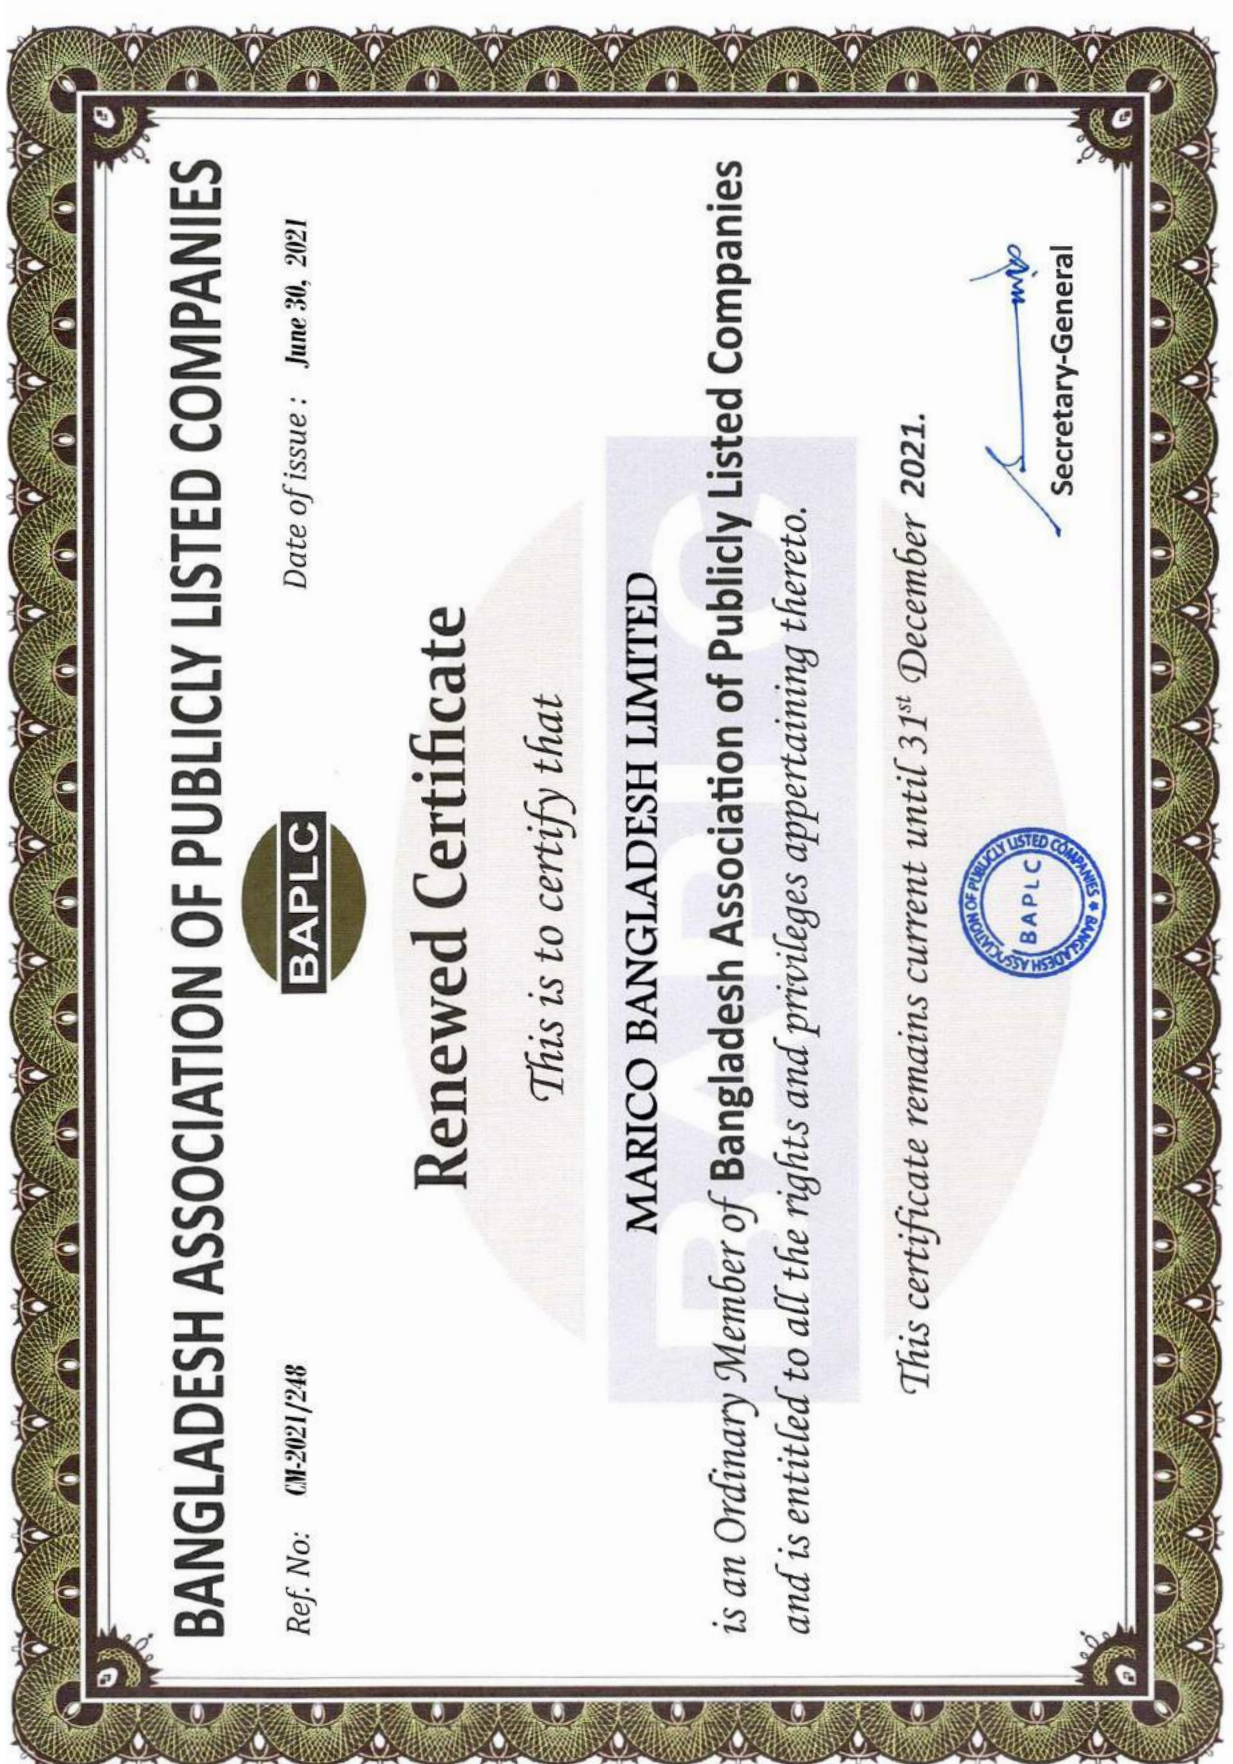 BANGLADESH ASSOCIATION OF PUBLICLY LISTED COMPANIES
Ref. No: CM-2021/248
BAPLC
Date of issue : June 30, 2021
Renewed Certificate
This is to certify that
MARICO BANGLADESH LIMITED
is an Ordinary Member of Bangladesh Association of Publicly Listed Companies
and is entitled to all the rights and privileges appertaining thereto.
This certificate remains current until 31st December 2021.
BANGLADESH ASSOCIATION OF PUBLICLY LISTED COMPANIES ★
BAPLC
Secretary-General
BAPLC